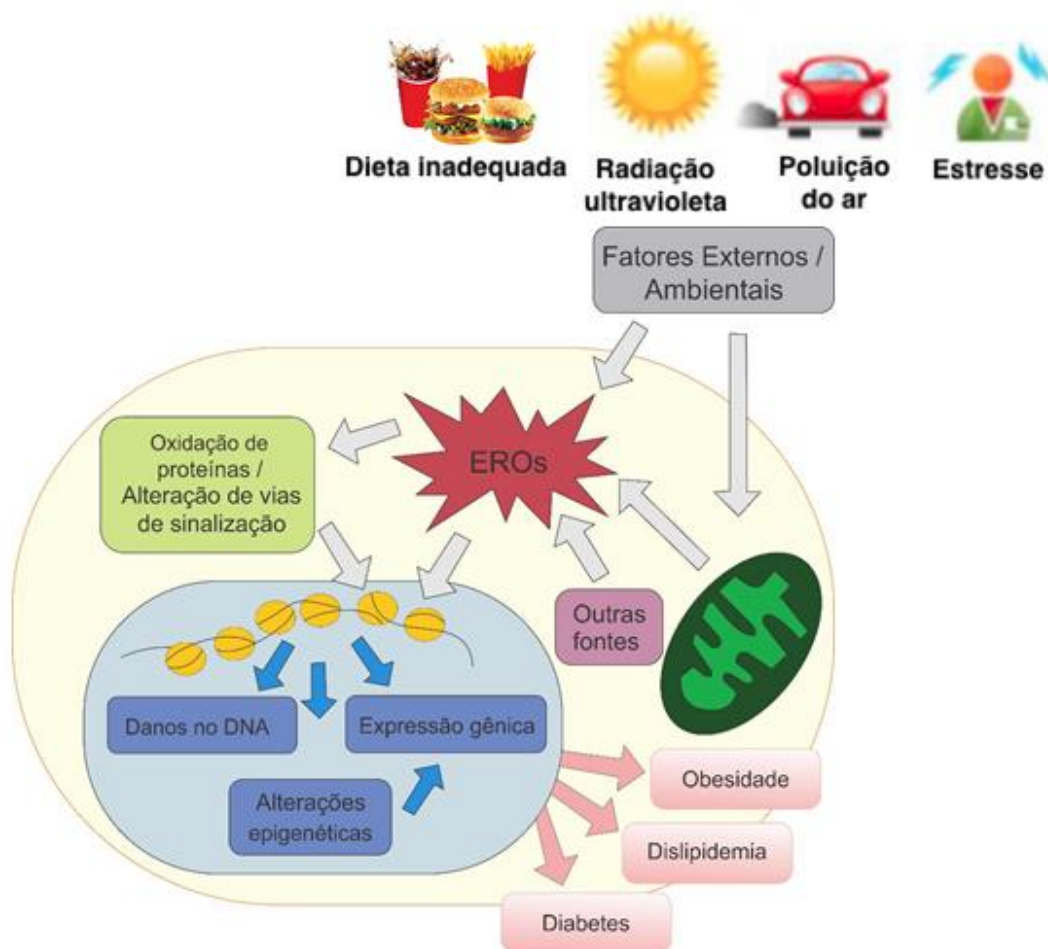 Dieta inadequada
Radiação
ultravioleta
Poluição
do ar
Estresse
Fatores Externos /
Ambientais
EROs
Oxidação de
proteínas /
Alteração de vias
de sinalização
Outras
fontes
Danos no DNA
Expressão gênica
Alterações
epigenéticas
Obesidade
Dislipidemia
Diabetes